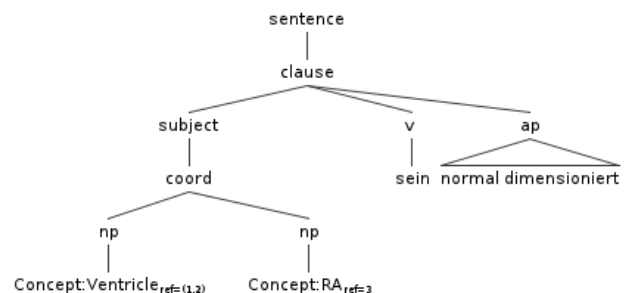 sentence
clause
subject v ap
coord sein normal dimensioniert
np np
Concept:Ventricle ref=(1,2) Concept:RA ref=3